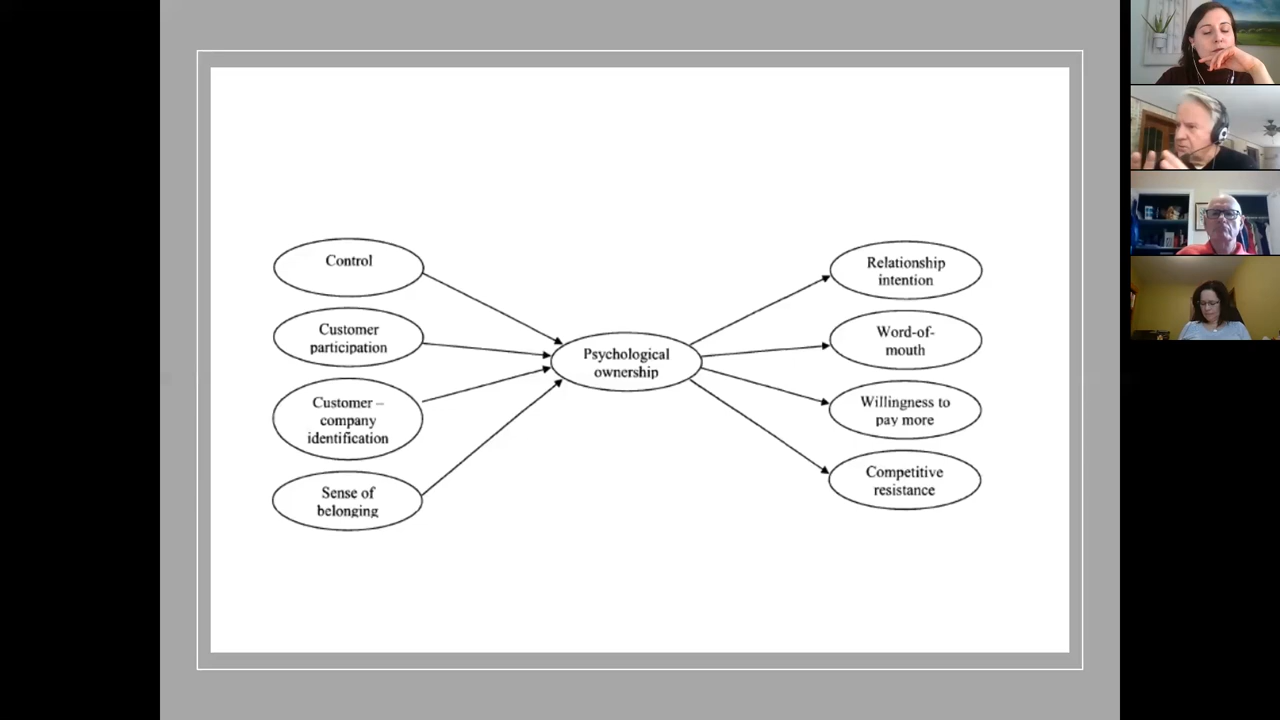 Control
Customer
participation
Customer –
company
identification
Sense of
belonging
Psychological
ownership
Relationship
intention
Word-of-
mouth
Willingness to
pay more
Competitive
resistance